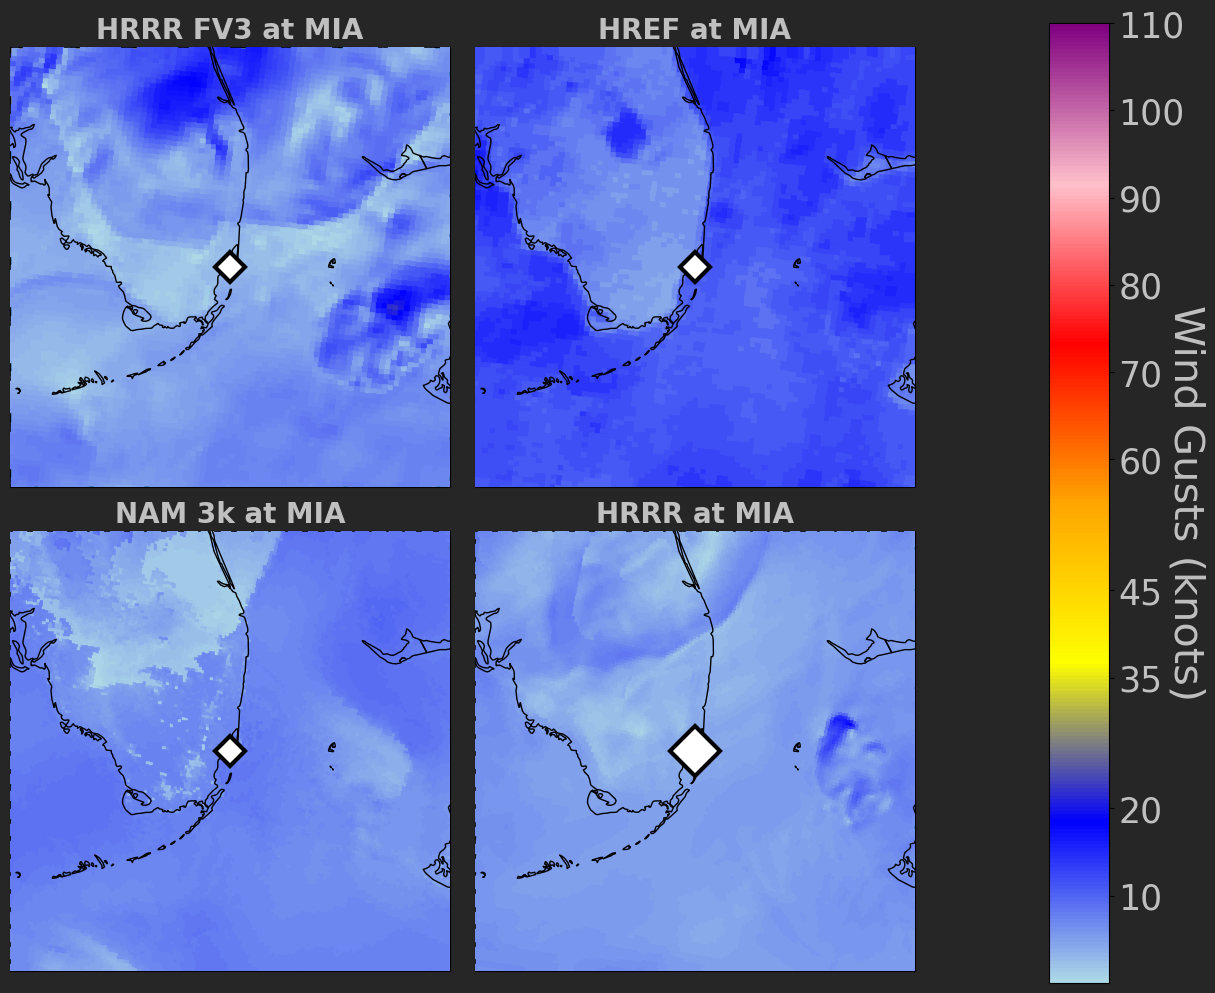 HRRR FV3 at MIA
HREF at MIA
NAM 3k at MIA
HRRR at MIA
110
100
90
80
70
60
45
35
20
10
Wind Gusts (knots)